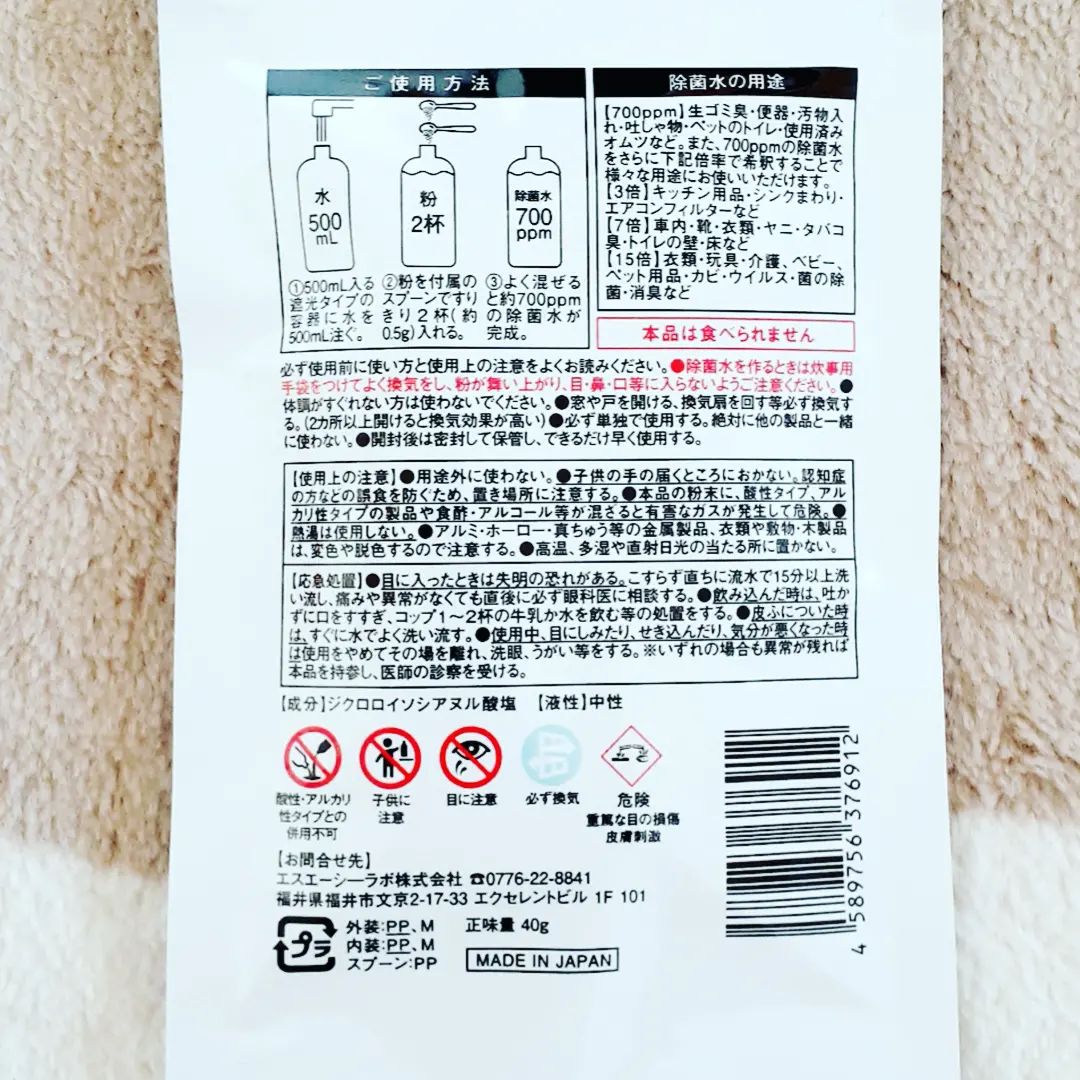 ご使用方法
水
500
mL
粉
2杯
除菌水
700
ppm
①500mL入る
遮光タイプの
容器に水を
500mL注ぐ。
②粉を付属の
スプーンですり
きり2杯(約
0.5g)入れる。
③よく混ぜる
と約700ppm
の除菌水が
完成。
除菌水の用途
【700ppm】生ゴミ臭・便器・汚物入
れ・吐しゃ物・ペットのトイレ・使用済み
オムツなど。また、700ppmの除菌水
をさらに下記倍率で希釈することで
様々な用途にお使いいただけます。
【3倍】キッチン用品・シンクまわり・
エアコンフィルターなど
【7倍】車内・靴・衣類・ヤニ・タバコ
臭・トイレの壁・床など
【15倍】衣類・玩具・介護、ベビー、
ペット用品・カビ・ウイルス・菌の除
菌・消臭など
本品は食べられません
必ず使用前に使い方と使用上の注意をよくお読みください。●除菌水を作るときは炊事用
手袋をつけてよく換気をし、粉が舞い上がり、目・鼻・口等に入らないようご注意ください。●
体調がすぐれない方は使わないでください。●窓や戸を開ける、換気扇を回す等必ず換気す
る。(2カ所以上開けると換気効果が高い)●必ず単独で使用する。絶対に他の製品と一緒
に使わない。●開封後は密封して保管し、できるだけ早く使用する。
【使用上の注意】●用途外に使わない。●子供の手の届くところにおかない。認知症
の方などの誤食を防ぐため、置き場所に注意する。●本品の粉末に、酸性タイプ、アル
カリ性タイプの製品や食酢・アルコール等が混ざると有害なガスが発生して危険。●
熱湯は使用しない。●アルミ・ホーロー・真ちゅう等の金属製品、衣類や敷物・木製品
は、変色や脱色するので注意する。●高温、多湿や直射日光の当たる所に置かない。
【応急処置】●目に入ったときは失明の恐れがある。こすらず直ちに流水で15分以上洗
い流し、痛みや異常がなくても直後に必ず眼科医に相談する。●飲み込んだ時は、吐か
ずに口をすすぎ、コップ1〜2杯の牛乳か水を飲む等の処置をする。●皮ふについた時
は、すぐに水でよく洗い流す。●使用中、目にしみたり、せき込んだり、気分が悪くなった時
は使用をやめてその場を離れ、洗眼、うがい等をする。※いずれの場合も異常が残れば
本品を持参し、医師の診察を受ける。
【成分】ジクロロイソシアヌル酸塩 【液性】中性
酸性・アルカリ
性タイプとの
併用不可
子供に
注意
目に注意
必ず換気
危険
重篤な目の損傷
皮膚刺激
【お問合せ先】
エスエーシーラボ株式会社 ☎0776-22-8841
福井県福井市文京2-17-33 エクセレントビル 1F 101
プラ
外装:PP、M
内装:PP、M
スプーン:PP
正味量 40g
MADE IN JAPAN
4 589756 376912